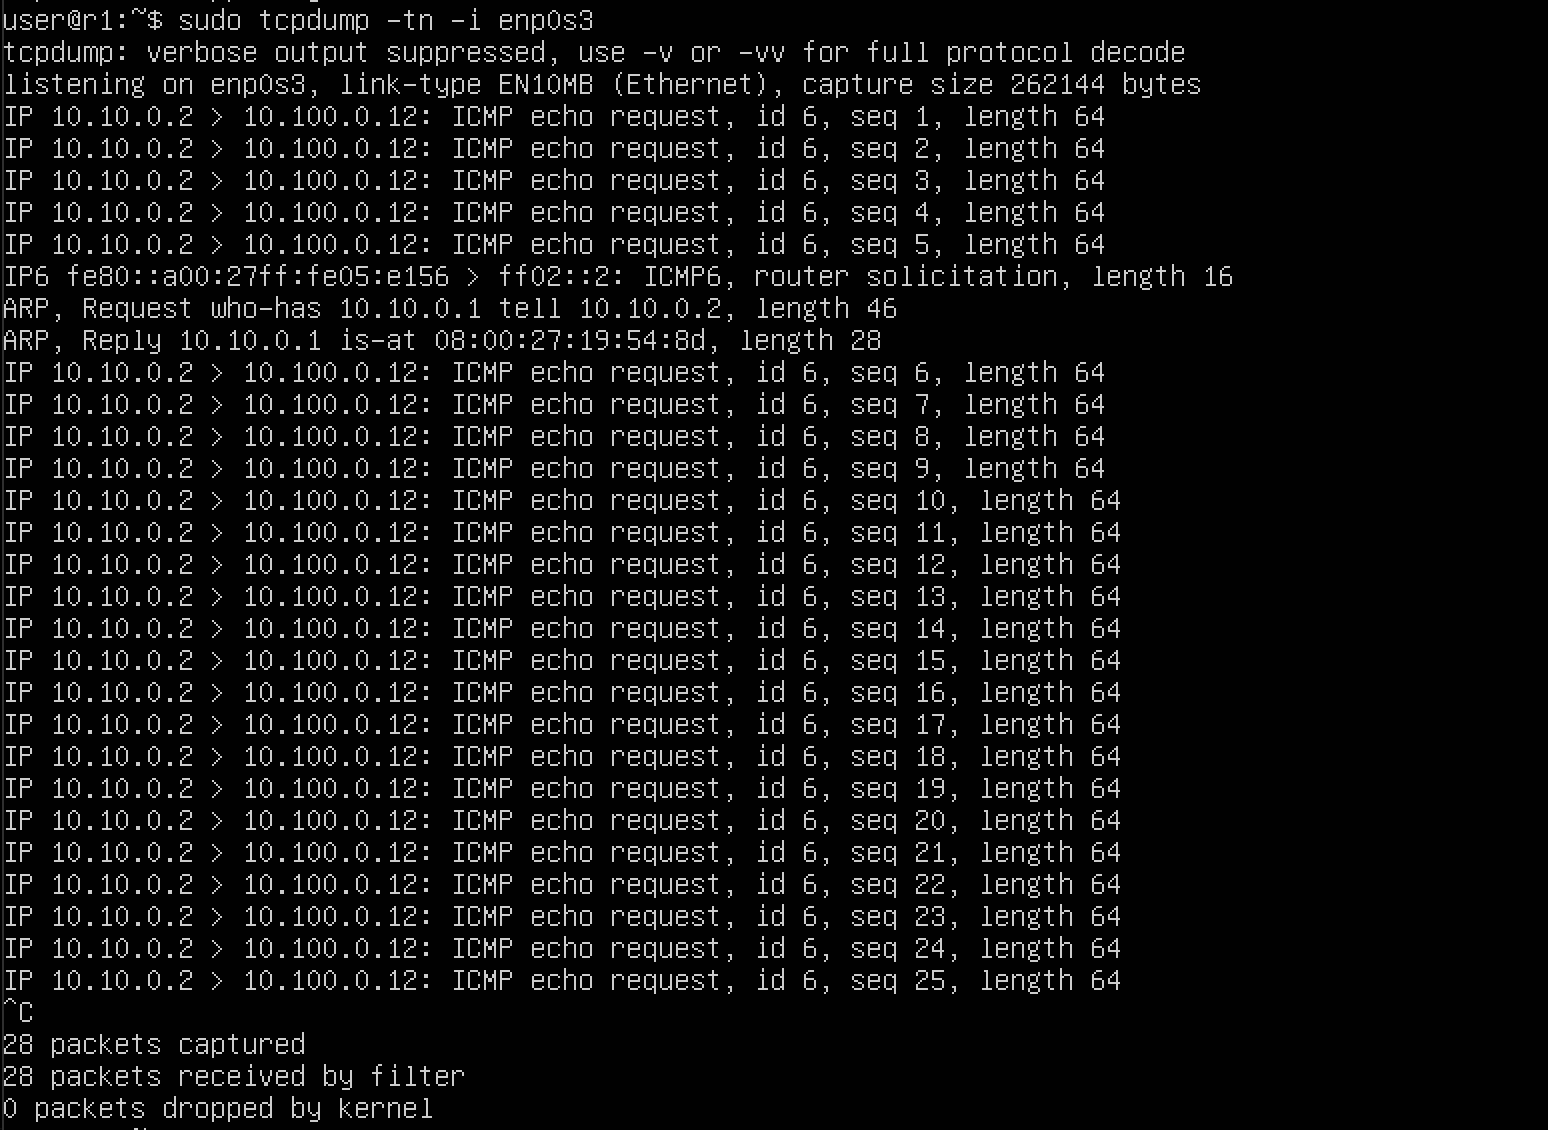 user@r1:~$ sudo tcpdump -tn -i enp0s3
tcpdump: verbose output suppressed, use -v or -vv for full protocol decode
listening on enp0s3, link-type EN10MB (Ethernet), capture size 262144 bytes
IP 10.10.0.2 > 10.100.0.12: ICMP echo request, id 6, seq 1, length 64
IP 10.10.0.2 > 10.100.0.12: ICMP echo request, id 6, seq 2, length 64
IP 10.10.0.2 > 10.100.0.12: ICMP echo request, id 6, seq 3, length 64
IP 10.10.0.2 > 10.100.0.12: ICMP echo request, id 6, seq 4, length 64
IP 10.10.0.2 > 10.100.0.12: ICMP echo request, id 6, seq 5, length 64
IP6 fe80::a00:27ff:fe05:e156 > ff02::2: ICMP6, router solicitation, length 16
ARP, Request who-has 10.10.0.1 tell 10.10.0.2, length 46
ARP, Reply 10.10.0.1 is-at 08:00:27:19:54:8d, length 28
IP 10.10.0.2 > 10.100.0.12: ICMP echo request, id 6, seq 6, length 64
IP 10.10.0.2 > 10.100.0.12: ICMP echo request, id 6, seq 7, length 64
IP 10.10.0.2 > 10.100.0.12: ICMP echo request, id 6, seq 8, length 64
IP 10.10.0.2 > 10.100.0.12: ICMP echo request, id 6, seq 9, length 64
IP 10.10.0.2 > 10.100.0.12: ICMP echo request, id 6, seq 10, length 64
IP 10.10.0.2 > 10.100.0.12: ICMP echo request, id 6, seq 11, length 64
IP 10.10.0.2 > 10.100.0.12: ICMP echo request, id 6, seq 12, length 64
IP 10.10.0.2 > 10.100.0.12: ICMP echo request, id 6, seq 13, length 64
IP 10.10.0.2 > 10.100.0.12: ICMP echo request, id 6, seq 14, length 64
IP 10.10.0.2 > 10.100.0.12: ICMP echo request, id 6, seq 15, length 64
IP 10.10.0.2 > 10.100.0.12: ICMP echo request, id 6, seq 16, length 64
IP 10.10.0.2 > 10.100.0.12: ICMP echo request, id 6, seq 17, length 64
IP 10.10.0.2 > 10.100.0.12: ICMP echo request, id 6, seq 18, length 64
IP 10.10.0.2 > 10.100.0.12: ICMP echo request, id 6, seq 19, length 64
IP 10.10.0.2 > 10.100.0.12: ICMP echo request, id 6, seq 20, length 64
IP 10.10.0.2 > 10.100.0.12: ICMP echo request, id 6, seq 21, length 64
IP 10.10.0.2 > 10.100.0.12: ICMP echo request, id 6, seq 22, length 64
IP 10.10.0.2 > 10.100.0.12: ICMP echo request, id 6, seq 23, length 64
IP 10.10.0.2 > 10.100.0.12: ICMP echo request, id 6, seq 24, length 64
IP 10.10.0.2 > 10.100.0.12: ICMP echo request, id 6, seq 25, length 64
^C
28 packets captured
28 packets received by filter
0 packets dropped by kernel